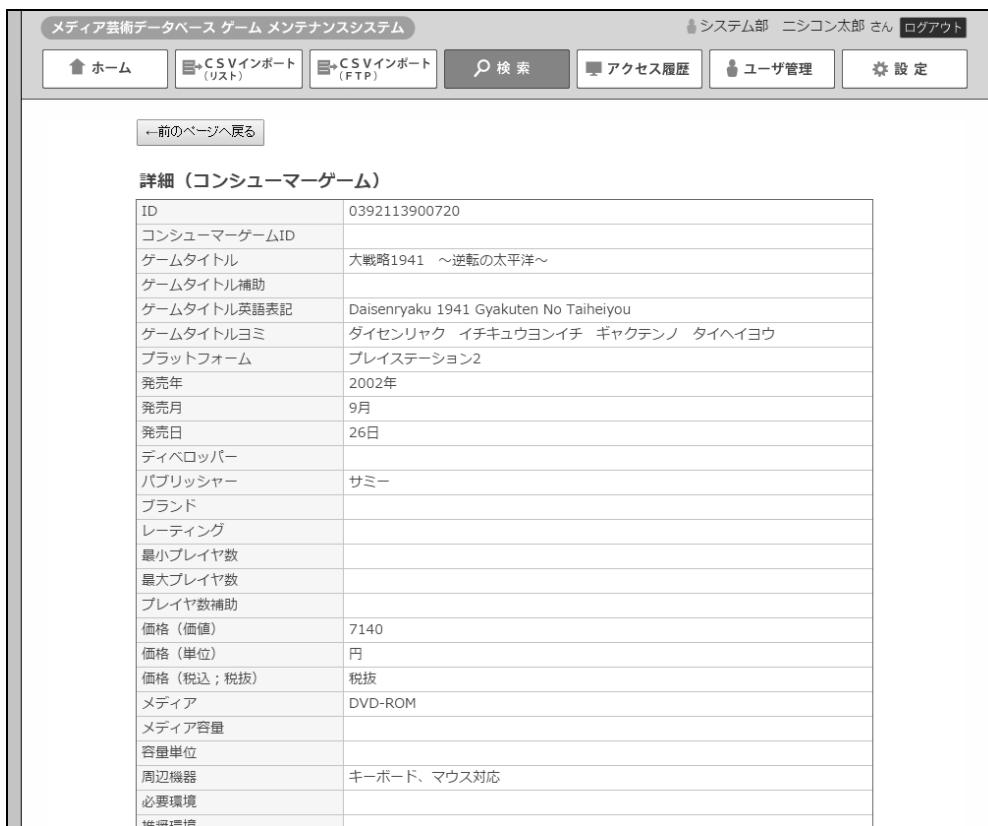 メディア芸術データベース ゲーム メンテナンスシステム
システム部　ニシコン太郎 さん ログアウト
ホーム
CSVインポート
(リスト)
CSVインポート
(FTP)
検 索
アクセス履歴
ユーザ管理
設 定
←前のページへ戻る
詳細（コンシューマーゲーム）
ID 0392113900720
コンシューマーゲームID
ゲームタイトル 大戦略1941　～逆転の太平洋～
ゲームタイトル補助
ゲームタイトル英語表記 Daisenryaku 1941 Gyakuten No Taiheiyou
ゲームタイトルヨミ ダイセンリャク　イチキュウヨンイチ　ギャクテンノ　タイヘイヨウ
プラットフォーム プレイステーション2
発売年 2002年
発売月 9月
発売日 26日
ディベロッパー
パブリッシャー サミー
ブランド
レーティング
最小プレイヤ数
最大プレイヤ数
プレイヤ数補助
価格（価値） 7140
価格（単位） 円
価格（税込；税抜） 税抜
メディア DVD-ROM
メディア容量
容量単位
周辺機器 キーボード、マウス対応
必要環境
推奨環境